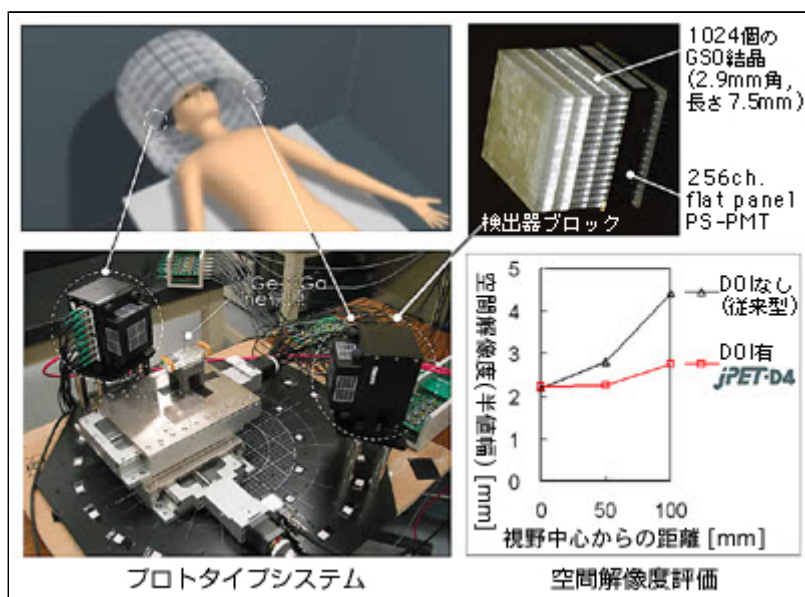 1024個の
GSO結晶
(2.9mm角,
長さ7.5mm)
256ch.
flat panel
PS-PMT
検出器ブロック
プロトタイプシステム
空間解像度(半値幅) [mm]
5
4
3
2
1
0
0 50 100
視野中心からの距離 [mm]
DOIなし
(従来型)
DOI有
jPET-D4
空間解像度評価